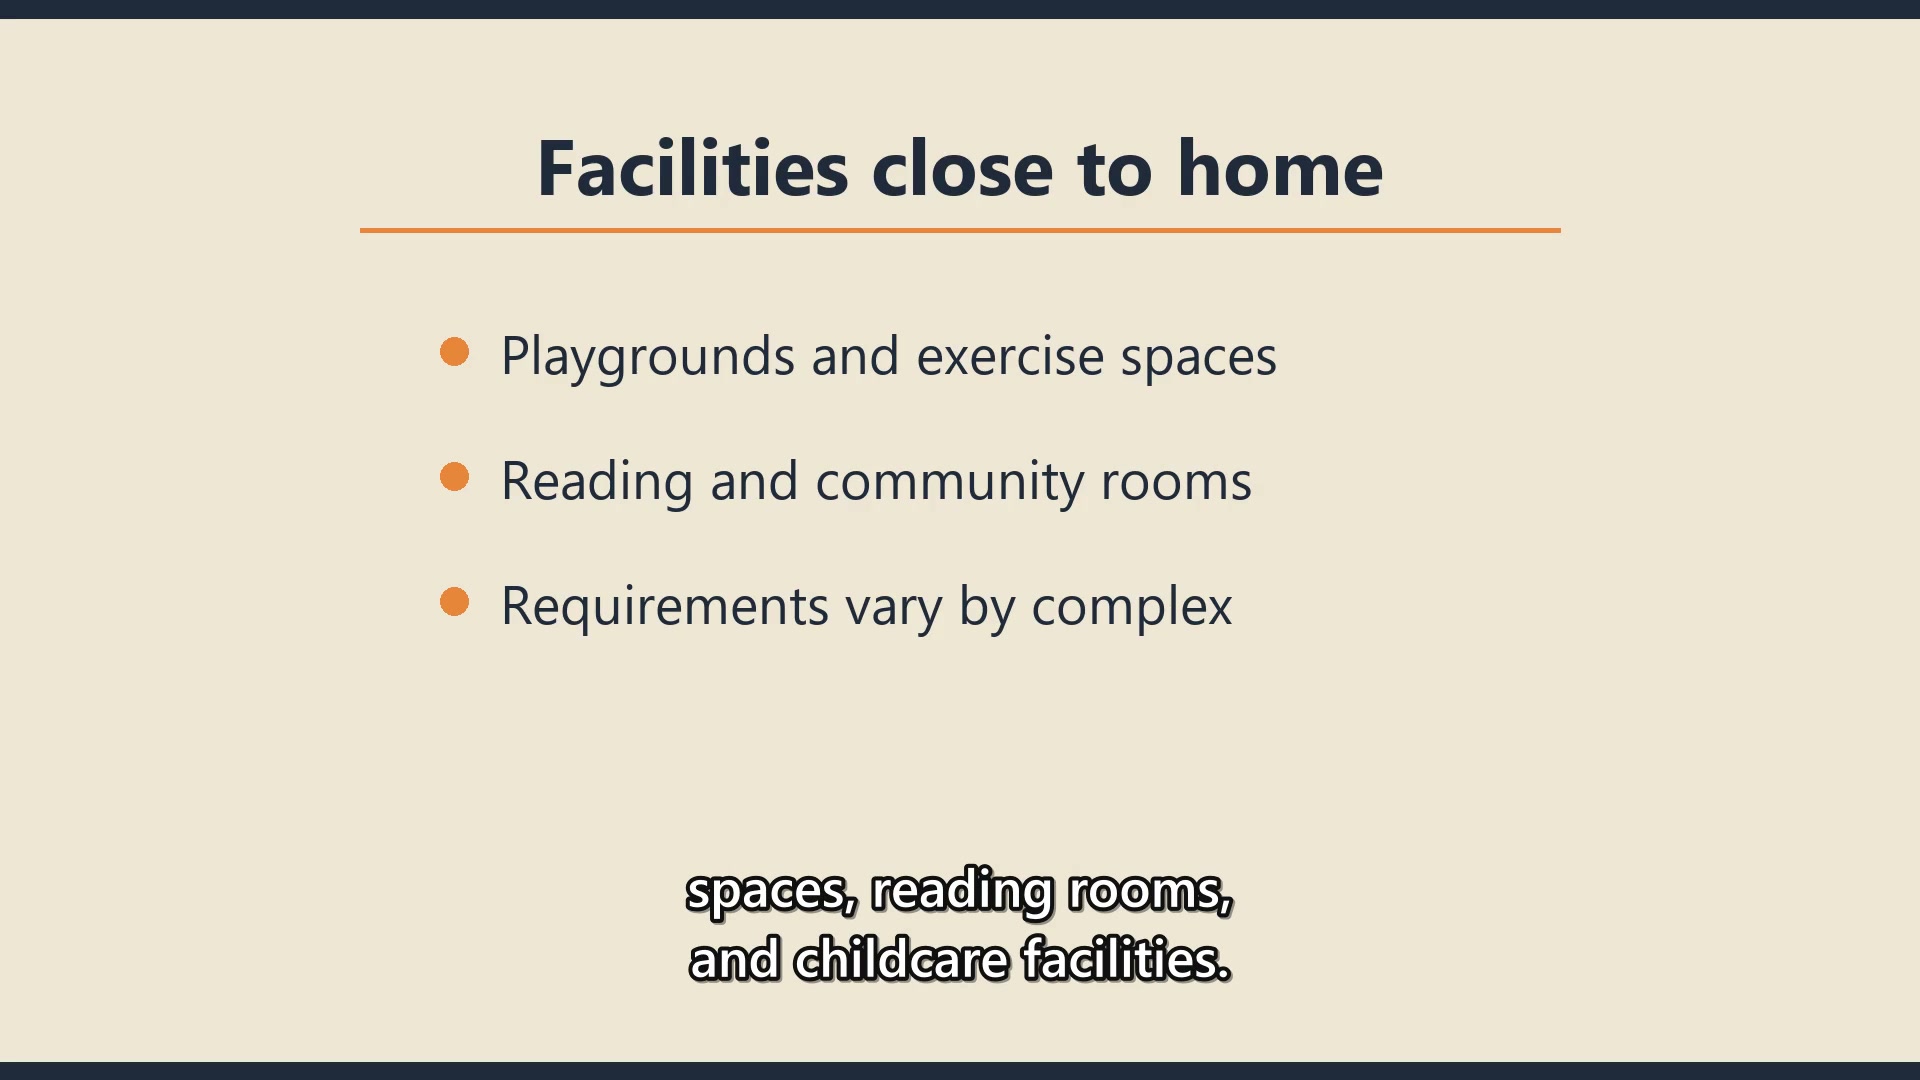 Facilities close to home
Playgrounds and exercise spaces
Reading and community rooms
Requirements vary by complex
spaces, reading rooms,
and childcare facilities.